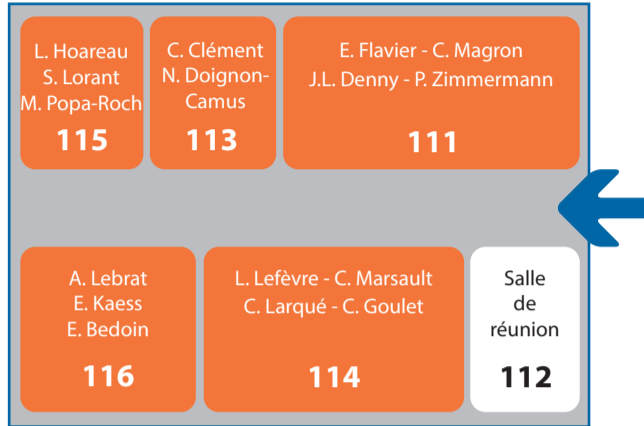 L. Hoareau
S. Lorant
M. Popa-Roch
115
C. Clément
N. Doignon-
Camus
113
E. Flavier - C. Magron
J.L. Denny - P. Zimmermann
111
A. Lebrat
E. Kaess
E. Bedoin
116
L. Lefèvre - C. Marsault
C. Larqué - C. Goulet
114
Salle
de
réunion
112